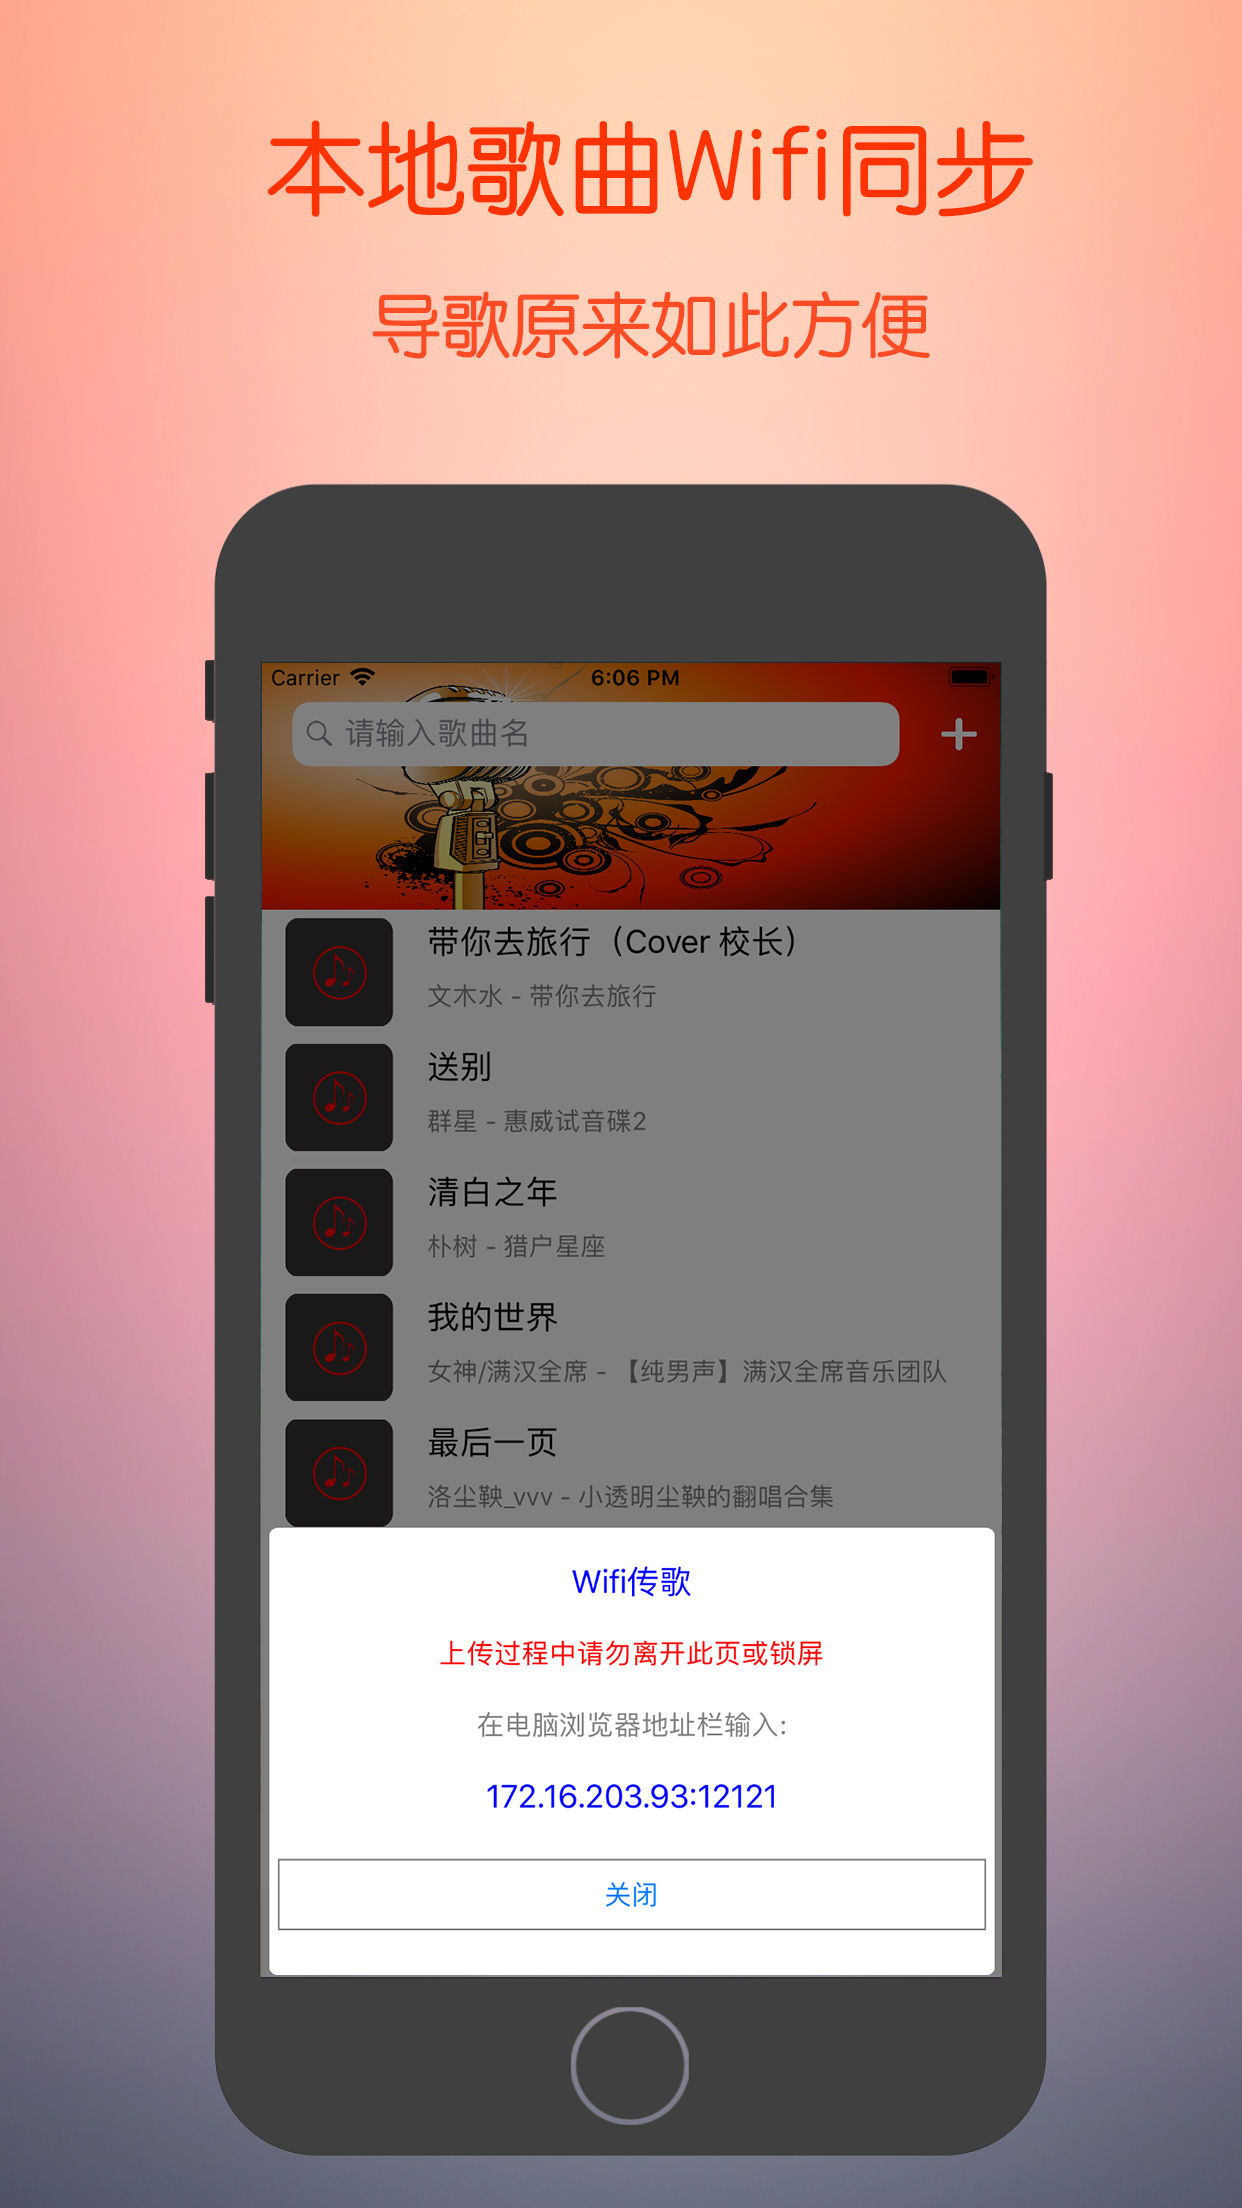 本地歌曲Wifi同步
导歌原来如此方便
Carrier 6:06 PM
请输入歌曲名
带你去旅行（Cover 校长）
文木水 - 带你去旅行
送别
群星 - 惠威试音碟2
清白之年
朴树 - 猎户星座
我的世界
女神/满汉全席 - 【纯男声】满汉全席音乐团队
最后一页
洛尘鞅_vvv - 小透明尘鞅的翻唱合集
Wifi传歌
上传过程中请勿离开此页或锁屏
在电脑浏览器地址栏输入:
172.16.203.93:12121
关闭